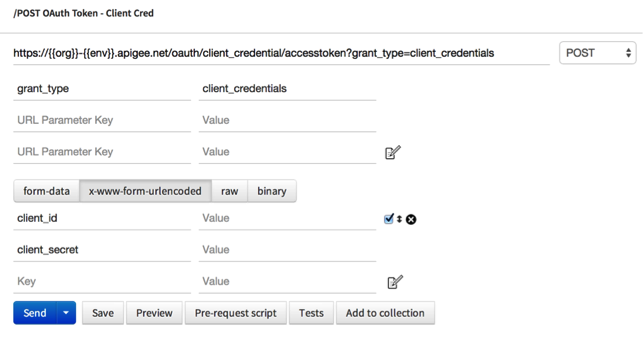 /POST OAuth Token - Client Cred
https://{{org}}-{{env}}.apigee.net/oauth/client_credential/accesstoken?grant_type=client_credentials POST
grant_type client_credentials
URL Parameter Key Value
URL Parameter Key Value
form-data x-www-form-urlencoded raw binary
client_id Value
client_secret Value
Key Value
Send Save Preview Pre-request script Tests Add to collection